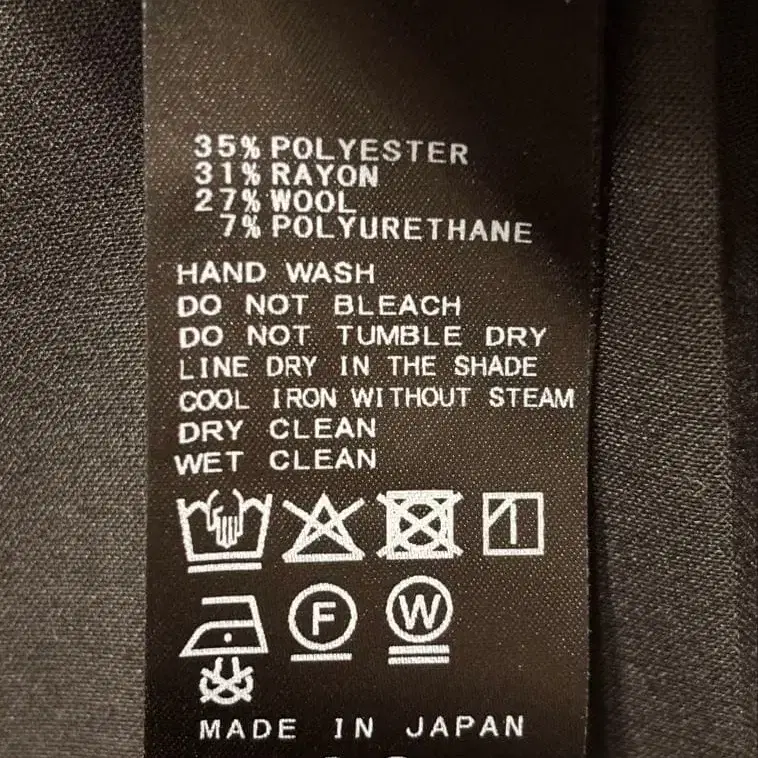 35% POLYESTER
31% RAYON
27% WOOL
7% POLYURETHANE
HAND WASH
DO NOT BLEACH
DO NOT TUMBLE DRY
LINE DRY IN THE SHADE
COOL IRON WITHOUT STEAM
DRY CLEAN
WET CLEAN
F W
MADE IN JAPAN